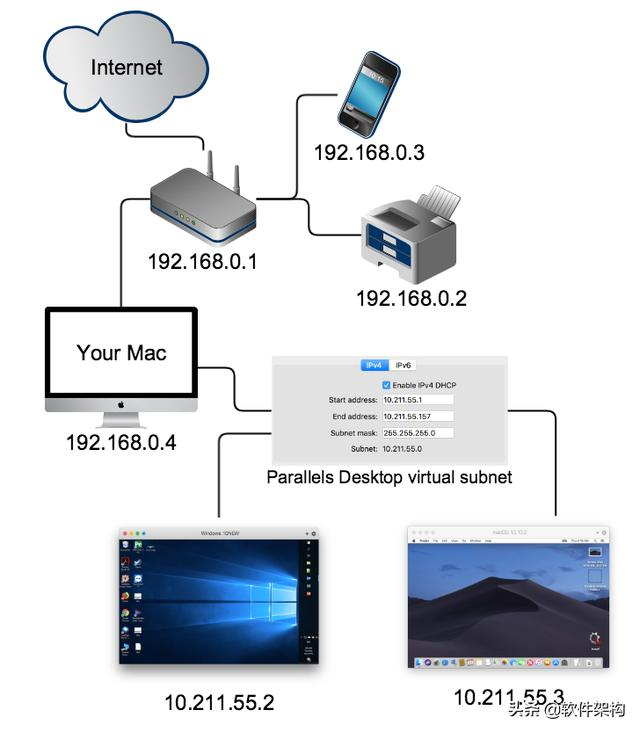 Internet
10:15
192.168.0.3
192.168.0.1
192.168.0.2
Your Mac
192.168.0.4
IPv4 IPv6
Enable IPv4 DHCP
Start address: 10.211.55.1
End address: 10.211.55.157
Subnet mask: 255.255.255.0
Subnet: 10.211.55.0
Parallels Desktop virtual subnet
Windows 10NEW
macOS 10.10.2
10.211.55.2
10.211.55.3
头条 @软件架构